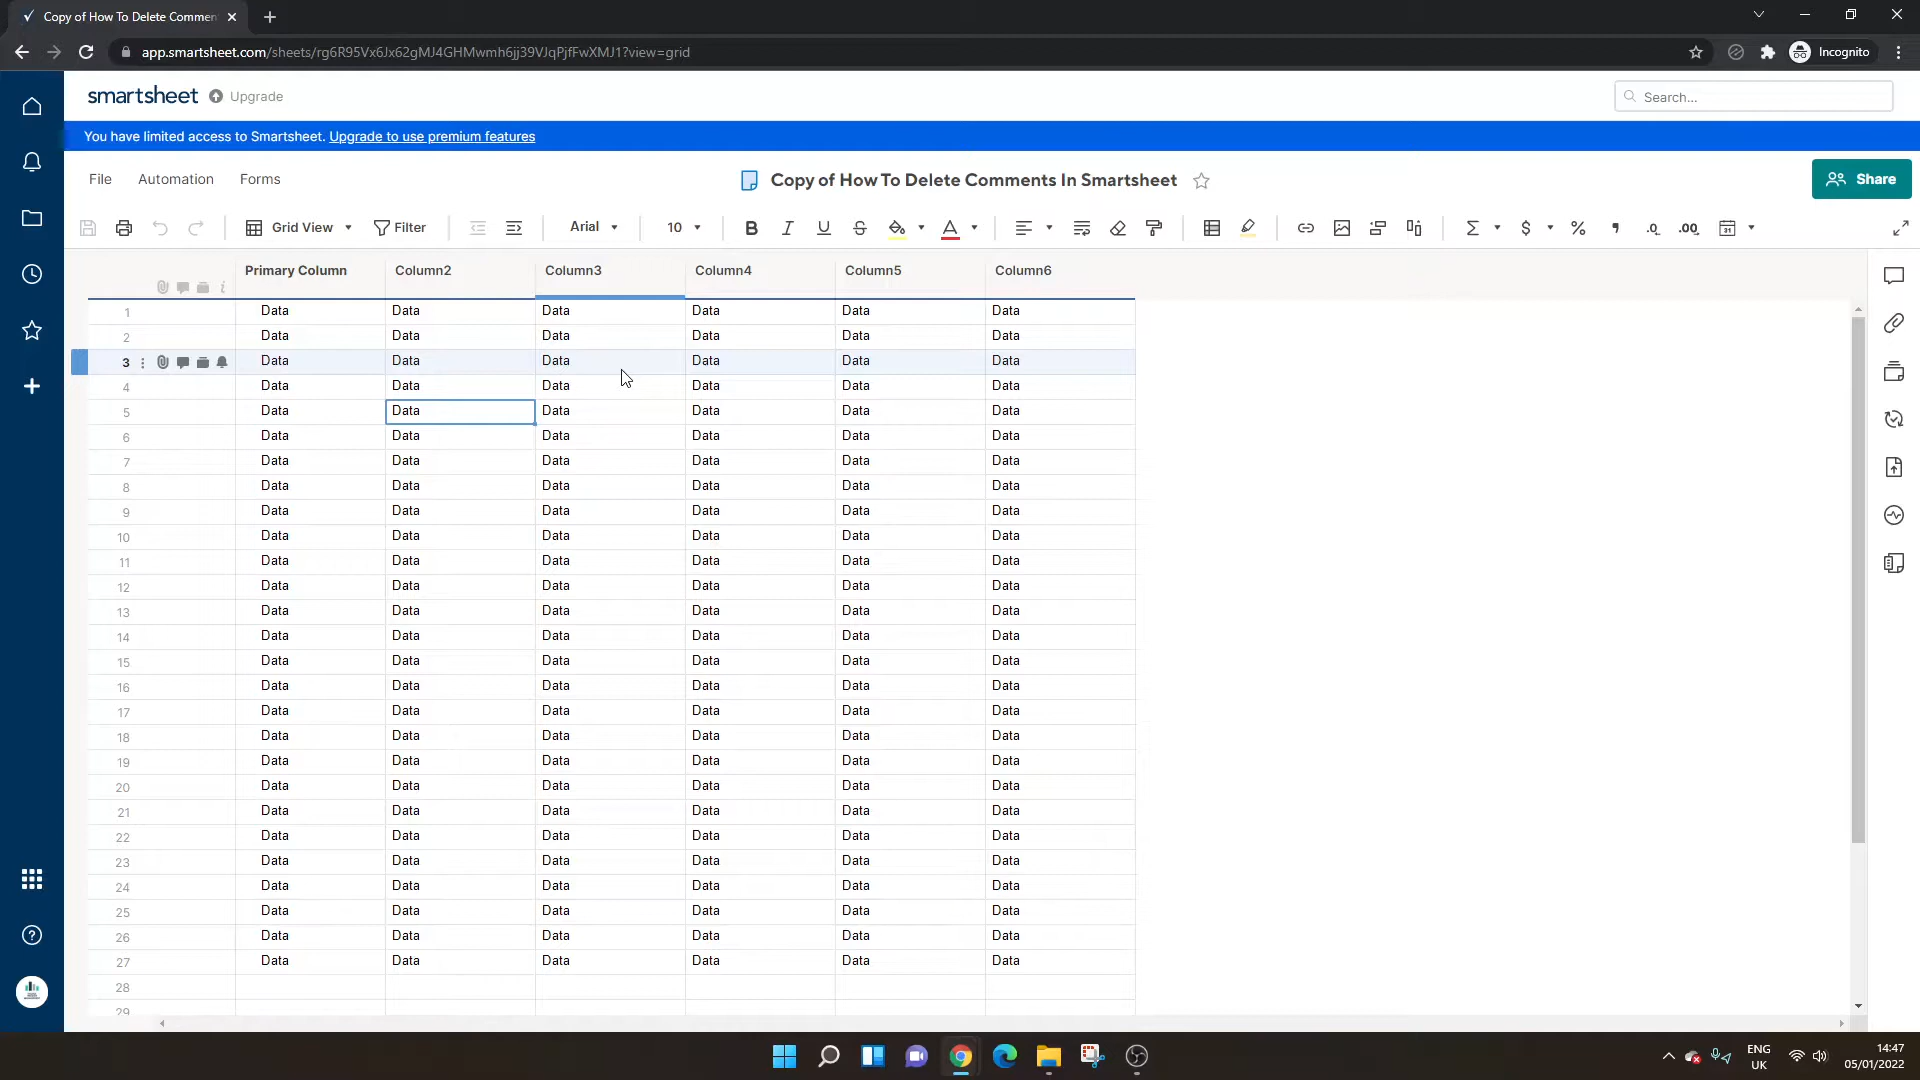 Copy of How To Delete Commen
app.smartsheet.com/sheets/rg6R95Vx6Jx62gMJ4GHMwmh6jj39VJqPjfFwXMJ1?view=grid
Incognito
smartsheet Upgrade
Search...
You have limited access to Smartsheet. Upgrade to use premium features
File Automation Forms
Copy of How To Delete Comments In Smartsheet
Share
Grid View Filter Arial 10 B I U S A Σ $ % , .0 .00 31
Primary Column Column2 Column3 Column4 Column5 Column6
1 Data Data Data Data Data Data
2 Data Data Data Data Data Data
3 Data Data Data Data Data Data
4 Data Data Data Data Data Data
5 Data Data Data Data Data Data
6 Data Data Data Data Data Data
7 Data Data Data Data Data Data
8 Data Data Data Data Data Data
9 Data Data Data Data Data Data
10 Data Data Data Data Data Data
11 Data Data Data Data Data Data
12 Data Data Data Data Data Data
13 Data Data Data Data Data Data
14 Data Data Data Data Data Data
15 Data Data Data Data Data Data
16 Data Data Data Data Data Data
17 Data Data Data Data Data Data
18 Data Data Data Data Data Data
19 Data Data Data Data Data Data
20 Data Data Data Data Data Data
21 Data Data Data Data Data Data
22 Data Data Data Data Data Data
23 Data Data Data Data Data Data
24 Data Data Data Data Data Data
25 Data Data Data Data Data Data
26 Data Data Data Data Data Data
27 Data Data Data Data Data Data
28
29
ENG
UK
14:47
05/01/2022